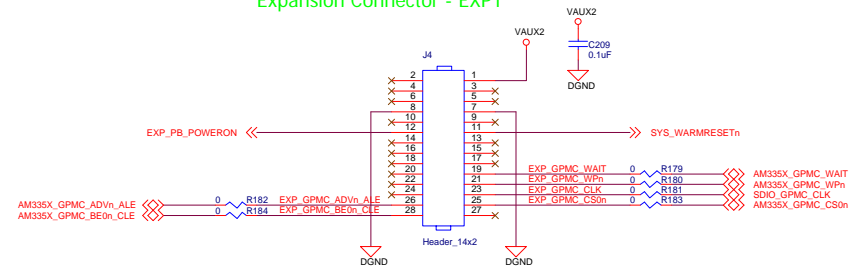 Expansion Connector - EXP1
VAUX2
VAUX2
C209
0.1uF
DGND
J4
2 1
4 3
6 5
8 7
10 9
EXP_PB_POWERON 12 11 SYS_WARMRESETn
14 13
16 15
18 17
20 19 EXP_GPMC_WAIT 0 R179 AM335X_GPMC_WAIT
22 21 EXP_GPMC_WPn 0 R180 AM335X_GPMC_WPn
24 23 EXP_GPMC_CLK 0 R181 SDIO_GPMC_CLK
AM335X_GPMC_ADVn_ALE 0 R182 EXP_GPMC_ADVn_ALE 26 25 EXP_GPMC_CS0n 0 R183 AM335X_GPMC_CS0n
AM335X_GPMC_BE0n_CLE 0 R184 EXP_GPMC_BE0n_CLE 28 27
Header_14x2
DGND
DGND